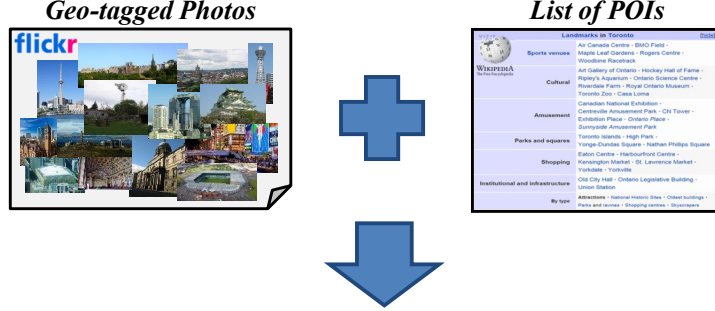 Geo-tagged Photos
List of POIs
flickr
WIKIPEDIA
The Free Encyclopedia
Landmarks in Toronto
Sports venues
Air Canada Centre · BMO Field ·
Maple Leaf Gardens · Rogers Centre ·
Woodbine Racetrack
Cultural
Art Gallery of Ontario · Hockey Hall of Fame ·
Ripley's Aquarium · Ontario Science Centre ·
Riverdale Farm · Royal Ontario Museum ·
Toronto Zoo · Casa Loma
Amusement
Canadian National Exhibition ·
Centreville Amusement Park · CN Tower ·
Exhibition Place · Ontario Place ·
Sunnyside Amusement Park
Parks and squares
Toronto Islands · High Park ·
Yonge-Dundas Square · Nathan Phillips Square
Shopping
Eaton Centre · Harbourfront Centre ·
Kensington Market · St. Lawrence Market ·
Yorkdale · Yorkville
Institutional and infrastructure
Old City Hall · Ontario Legislative Building ·
Union Station
By type
Attractions · National Historic Sites · Oldest buildings ·
Parks and ravines · Shopping centres · Skyscrapers